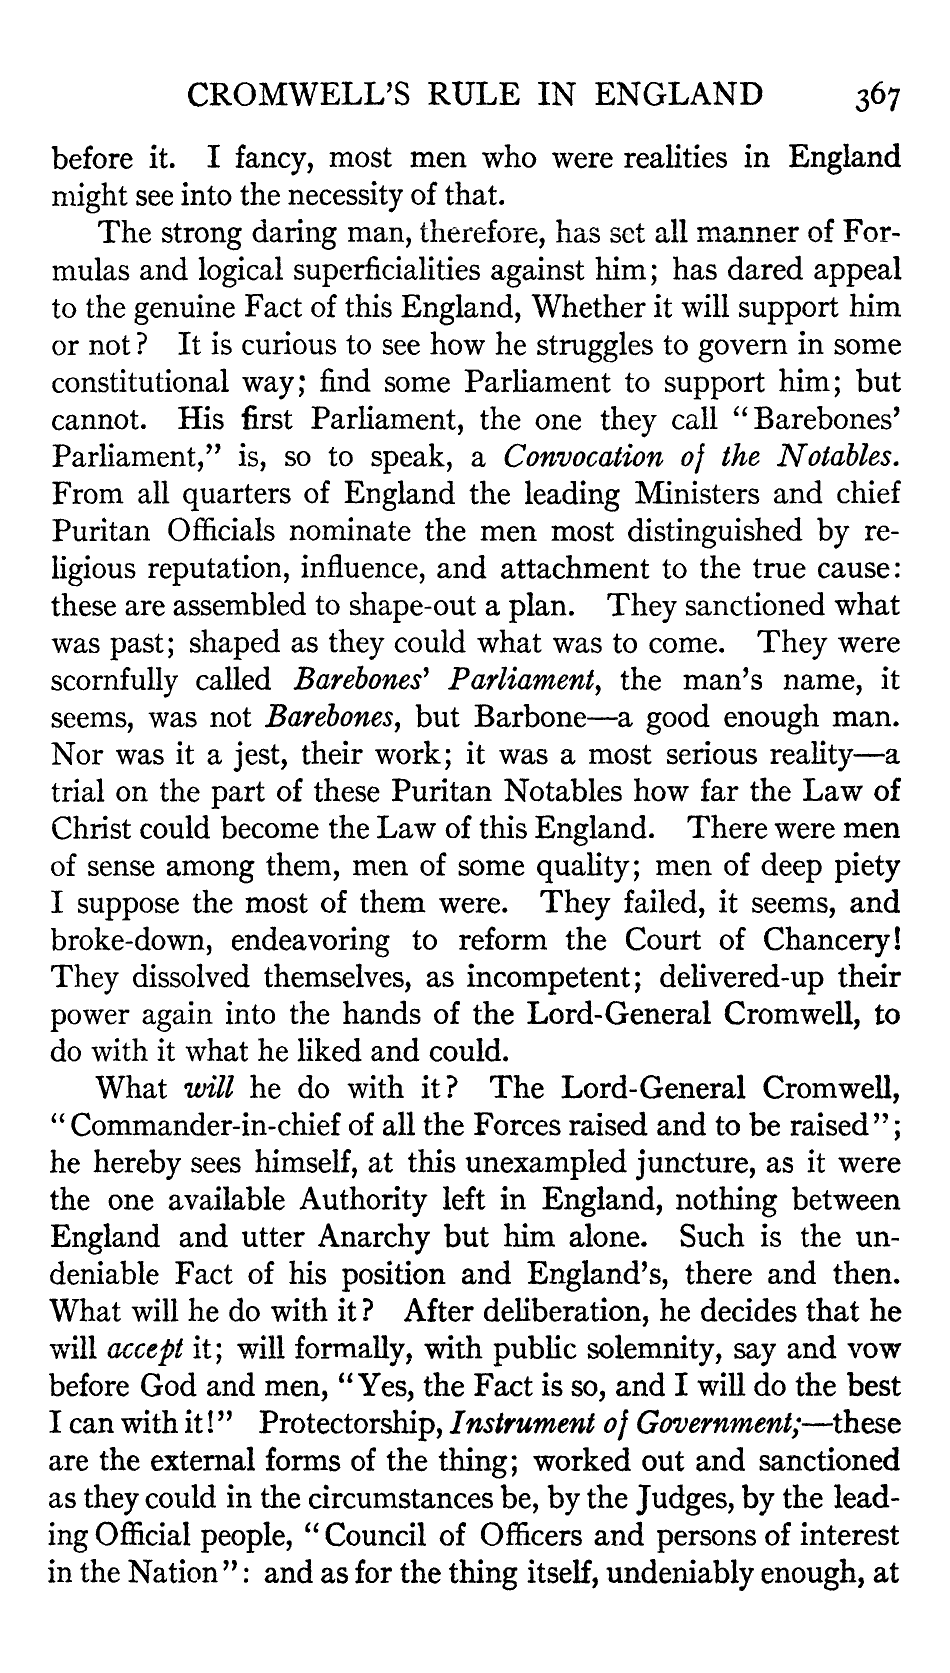 CROMWELL'S RULE IN ENGLAND 367
before it. I fancy, most men who were realities in England
might see into the necessity of that.
The strong daring man, therefore, has set all manner of For-
mulas and logical superficialities against him; has dared appeal
to the genuine Fact of this England, Whether it will support him
or not? It is curious to see how he struggles to govern in some
constitutional way; find some Parliament to support him; but
cannot. His first Parliament, the one they call "Barebones'
Parliament," is, so to speak, a Convocation of the Notables.
From all quarters of England the leading Ministers and chief
Puritan Officials nominate the men most distinguished by re-
ligious reputation, influence, and attachment to the true cause:
these are assembled to shape-out a plan. They sanctioned what
was past; shaped as they could what was to come. They were
scornfully called Barebones' Parliament, the man's name, it
seems, was not Barebones, but Barbone—a good enough man.
Nor was it a jest, their work; it was a most serious reality—a
trial on the part of these Puritan Notables how far the Law of
Christ could become the Law of this England. There were men
of sense among them, men of some quality; men of deep piety
I suppose the most of them were. They failed, it seems, and
broke-down, endeavoring to reform the Court of Chancery!
They dissolved themselves, as incompetent; delivered-up their
power again into the hands of the Lord-General Cromwell, to
do with it what he liked and could.
What will he do with it? The Lord-General Cromwell,
"Commander-in-chief of all the Forces raised and to be raised";
he hereby sees himself, at this unexampled juncture, as it were
the one available Authority left in England, nothing between
England and utter Anarchy but him alone. Such is the un-
deniable Fact of his position and England's, there and then.
What will he do with it? After deliberation, he decides that he
will accept it; will formally, with public solemnity, say and vow
before God and men, "Yes, the Fact is so, and I will do the best
I can with it!" Protectorship, Instrument of Government;—these
are the external forms of the thing; worked out and sanctioned
as they could in the circumstances be, by the Judges, by the lead-
ing Official people, "Council of Officers and persons of interest
in the Nation": and as for the thing itself, undeniably enough, at